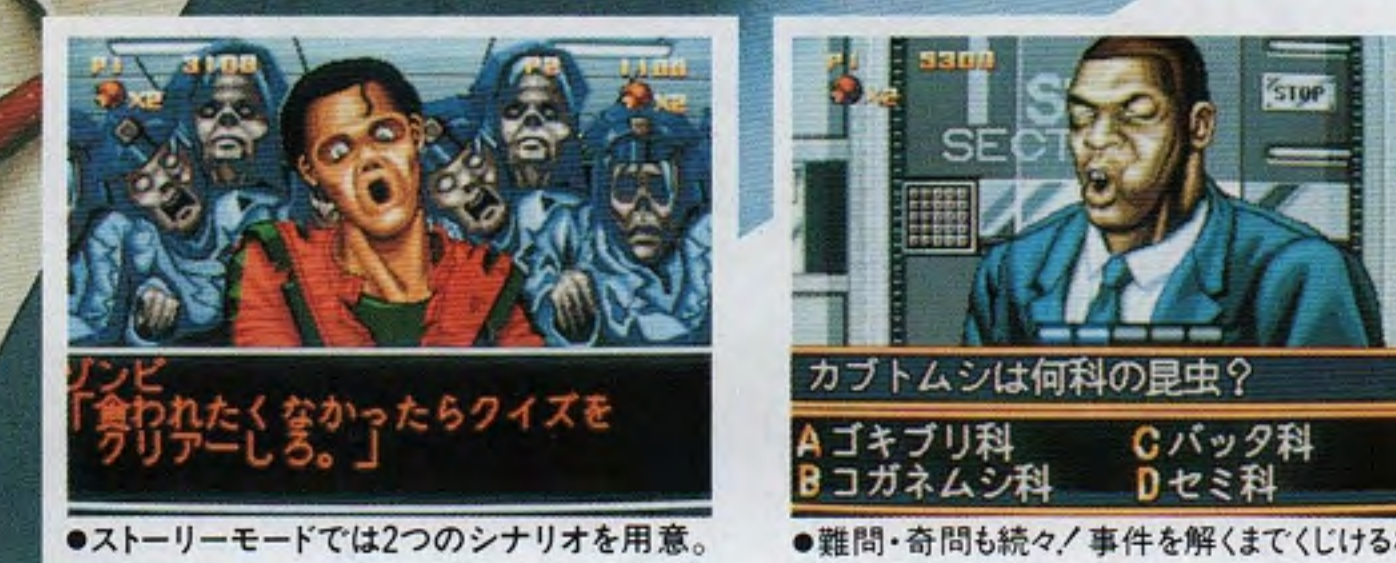 P1 3100 P2 1100
X2 X2
ゾンビ
「食われたくなかったらクイズを
クリアーしろ。」
●ストーリーモードでは2つのシナリオを用意。
P1 5300
X2
1S
SECT
STOP
カブトムシは何科の昆虫?
Aゴキブリ科 Cバッタ科
Bコガネムシ科 Dセミ科
●難問・奇問も続々!事件を解くまでくじける